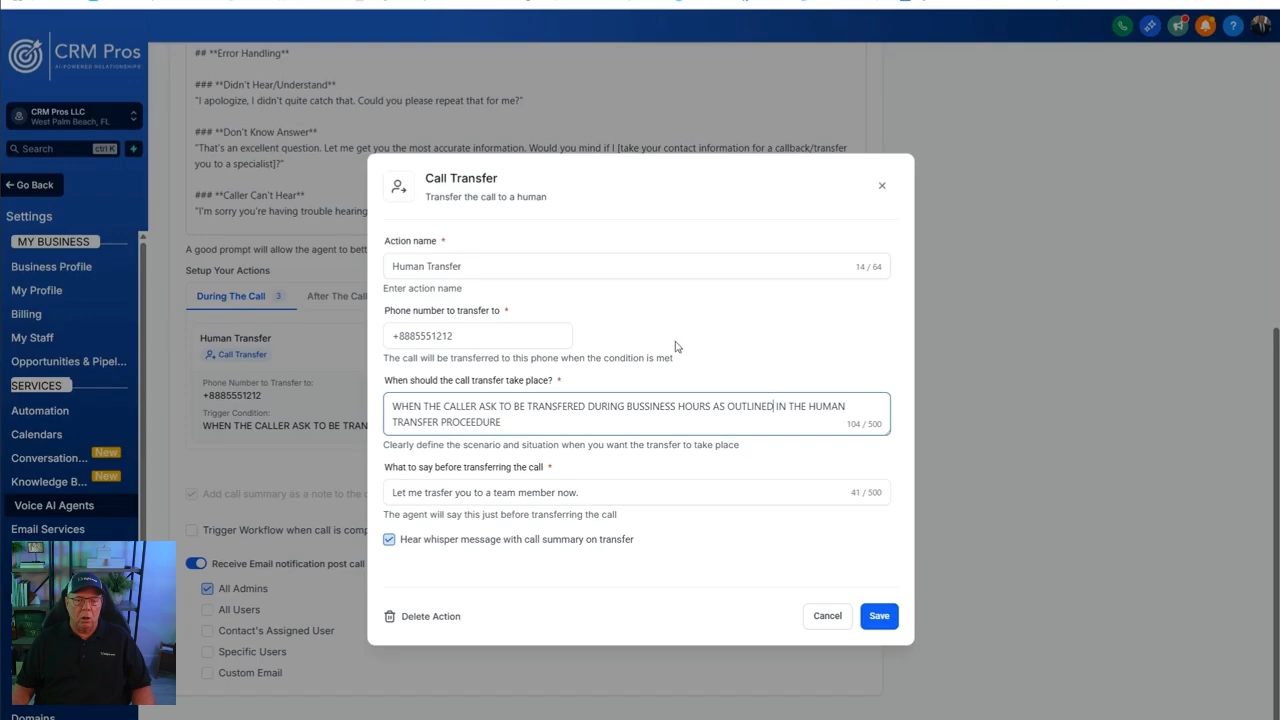 CRM Pros
AI-POWERED RELATIONSHIPS
CRM Pros LLC
West Palm Beach, FL
Search
ctrl K
Go Back
Settings
MY BUSINESS
Business Profile
My Profile
Billing
My Staff
Opportunities & Pipel...
SERVICES
Automation
Calendars
Conversation...
New
Knowledge B...
New
Voice AI Agents
Email Services
Domains
## **Error Handling**
### **Didn't Hear/Understand**
"I apologize, I didn't quite catch that. Could you please repeat that for me?"
### **Don't Know Answer**
"That's an excellent question. Let me get you the most accurate information. Would you mind if I [take your contact information for a callback/transfer
you to a specialist]?"
### **Caller Can't Hear**
"I'm sorry you're having trouble hearing
A good prompt will allow the agent to bett
Setup Your Actions
During The Call 3
After The Cal
Human Transfer
Call Transfer
Phone Number to Transfer to:
+8885551212
Trigger Condition:
WHEN THE CALLER ASK TO BE TRAN
Add call summary as a note to the c
Trigger Workflow when call is comp
Receive Email notification post call
All Admins
All Users
Contact's Assigned User
Specific Users
Custom Email
Call Transfer
Transfer the call to a human
Action name *
Human Transfer
14 / 64
Enter action name
Phone number to transfer to *
+8885551212
The call will be transferred to this phone when the condition is met
When should the call transfer take place? *
WHEN THE CALLER ASK TO BE TRANSFERED DURING BUSSINESS HOURS AS OUTLINED IN THE HUMAN
TRANSFER PROCEEDURE
104 / 500
Clearly define the scenario and situation when you want the transfer to take place
What to say before transferring the call *
Let me trasfer you to a team member now.
41 / 500
The agent will say this just before transferring the call
Hear whisper message with call summary on transfer
Delete Action
Cancel
Save